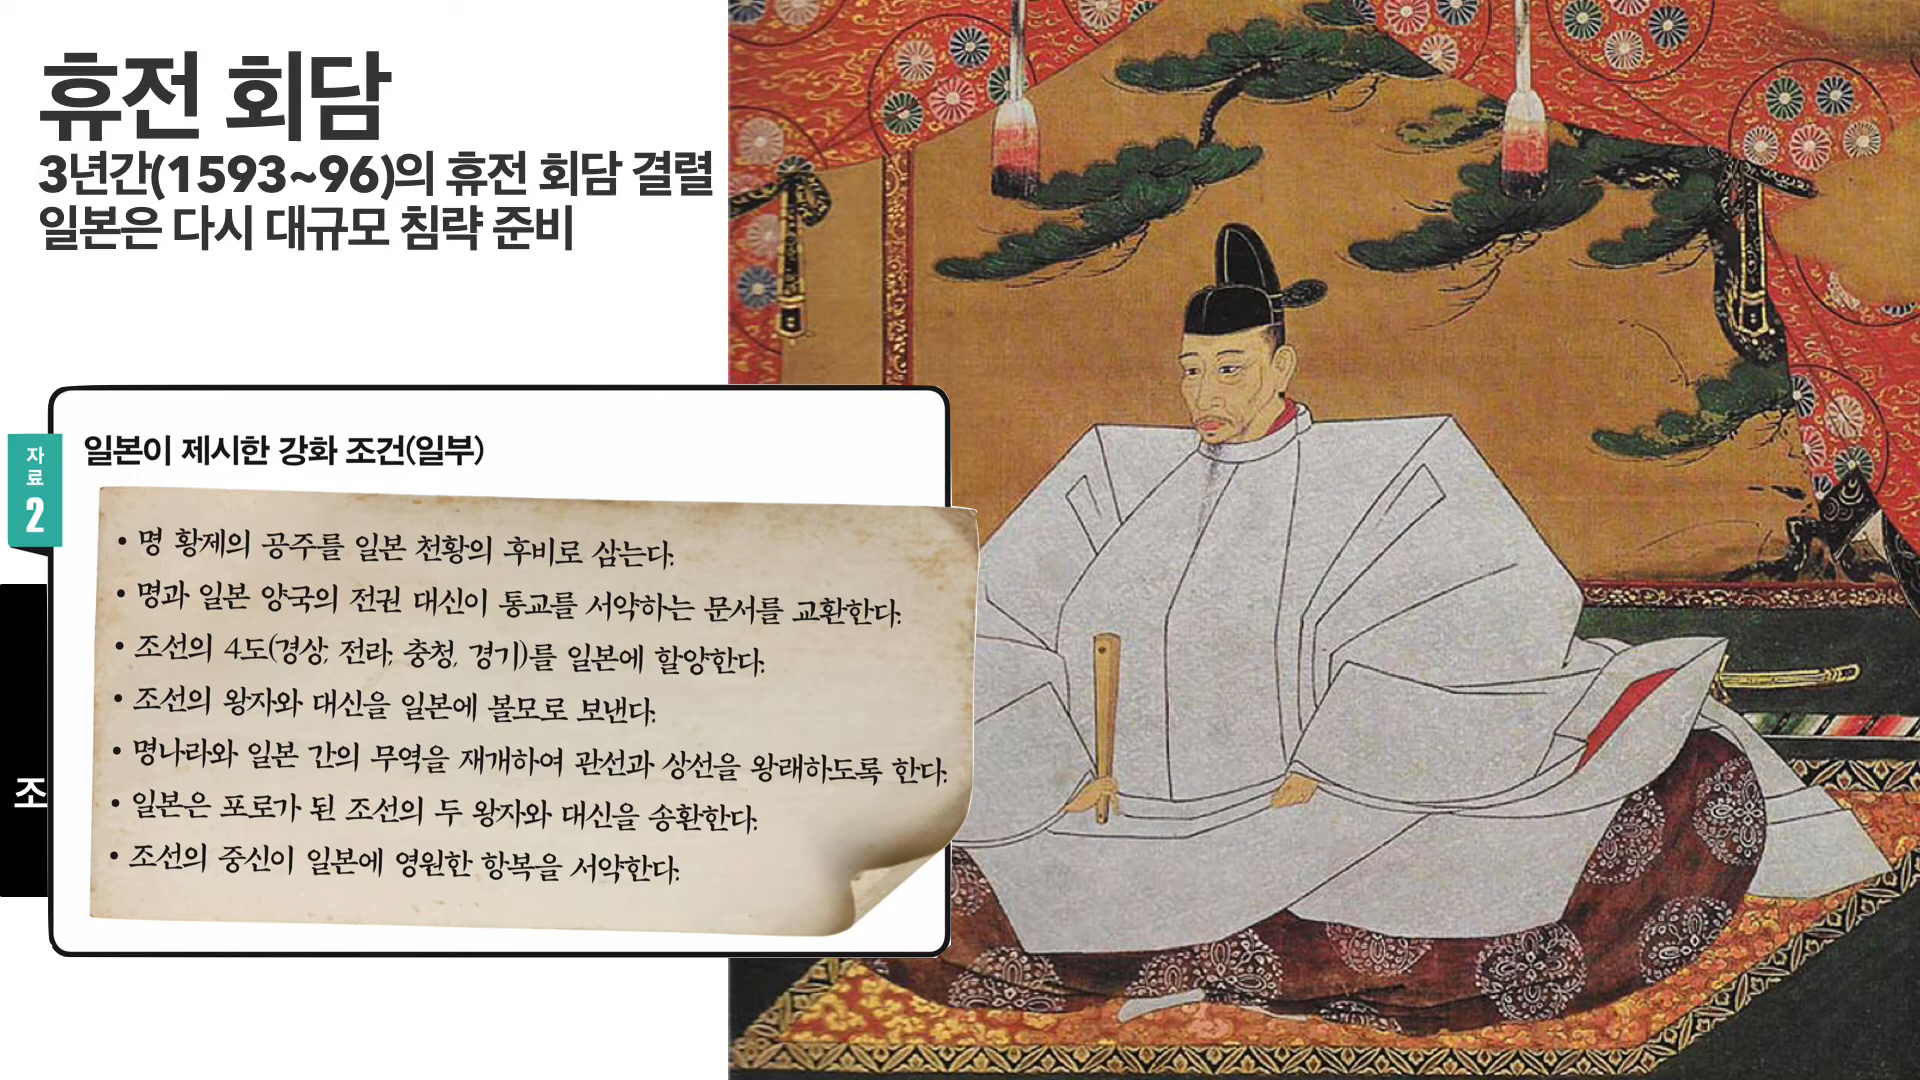 휴전 회담
3년간(1593~96)의 휴전 회담 결렬
일본은 다시 대규모 침략 준비
자료 2
일본이 제시한 강화 조건(일부)
• 명 황제의 공주를 일본 천황의 후비로 삼는다.
• 명과 일본 양국의 전권 대신이 통교를 서약하는 문서를 교환한다.
• 조선의 4도(경상, 전라, 충청, 경기)를 일본에 할양한다.
• 조선의 왕자와 대신을 일본에 볼모로 보낸다.
• 명나라와 일본 간의 무역을 재개하여 관선과 상선을 왕래하도록 한다.
• 일본은 포로가 된 조선의 두 왕자와 대신을 송환한다.
• 조선의 중신이 일본에 영원한 항복을 서약한다.
조